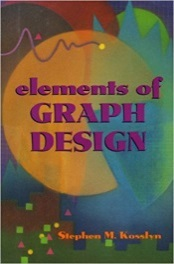 elements of
GRAPH
DESIGN
Stephen M. Kosslyn